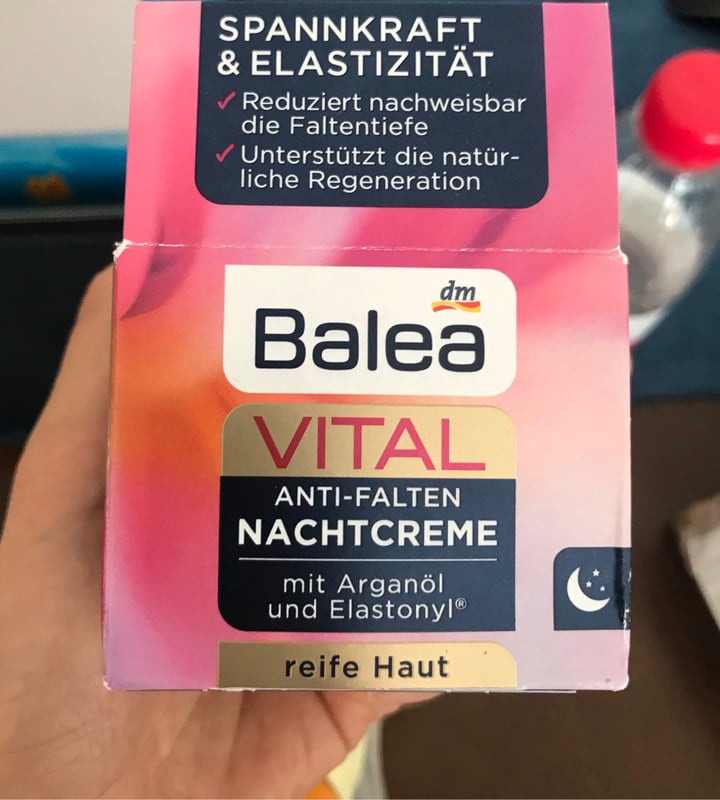 SPANNKRAFT
& ELASTIZITÄT
✓ Reduziert nachweisbar
die Faltentiefe
✓ Unterstützt die natür-
liche Regeneration
dm
Balea
VITAL
ANTI-FALTEN
NACHTCREME
mit Arganöl
und Elastonyl®
reife Haut